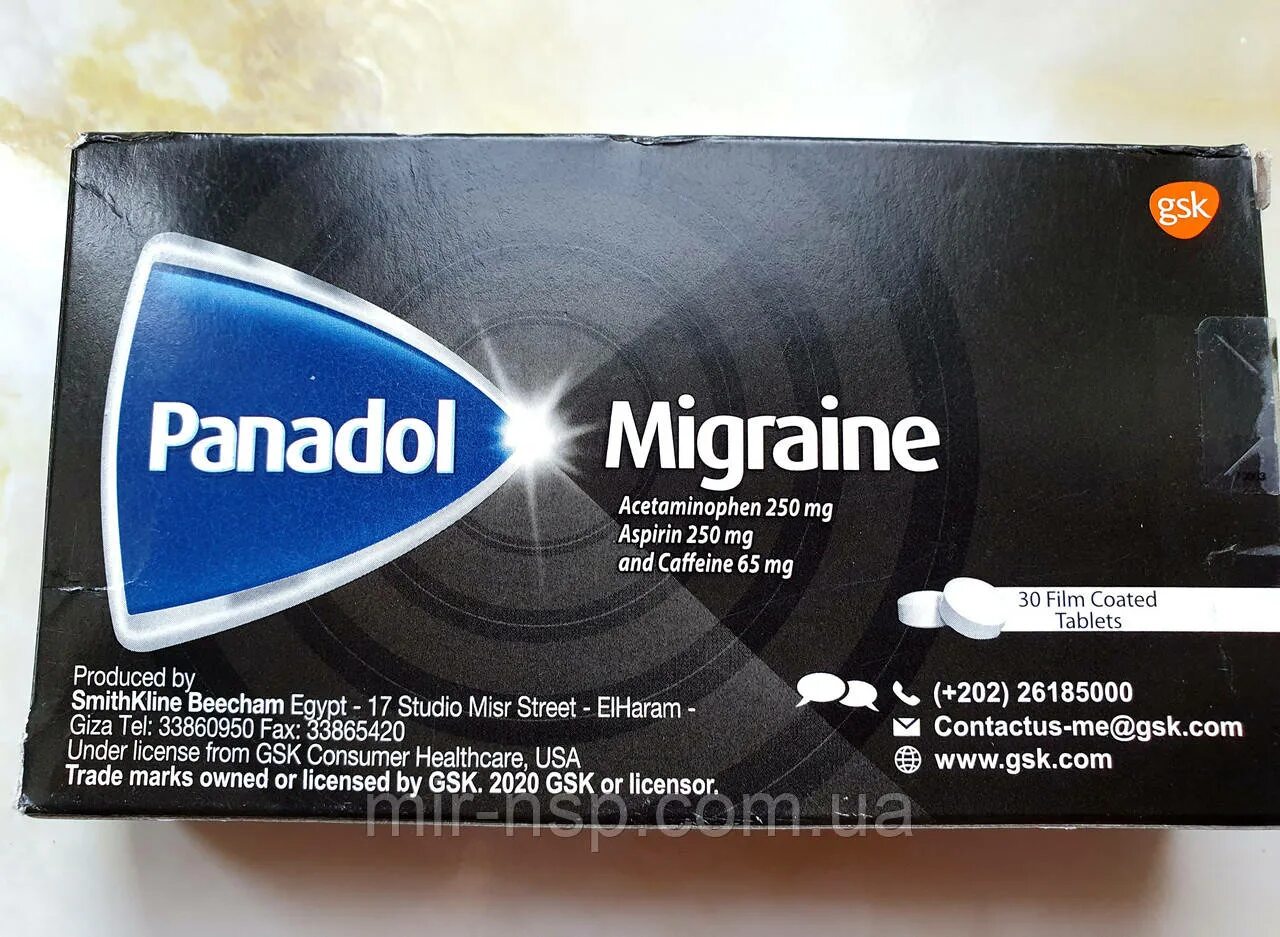 gsk
Panadol
Migraine
Acetaminophen 250 mg
Aspirin 250 mg
and Caffeine 65 mg
30 Film Coated
Tablets
Produced by
SmithKline Beecham Egypt - 17 Studio Misr Street - ElHaram -
Giza Tel: 33860950 Fax: 33865420
Under license from GSK Consumer Healthcare, USA
Trade marks owned or licensed by GSK. 2020 GSK or licensor.
(+202) 26185000
Contactus-me@gsk.com
www.gsk.com
mir-nsp.com.ua